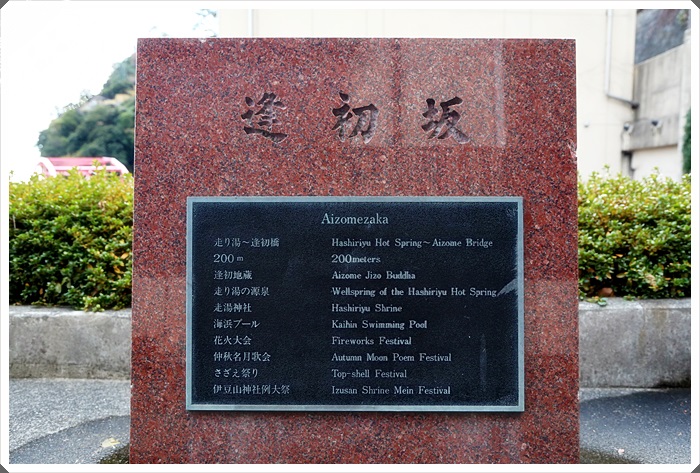 逢初坂
Aizomezaka
走り湯～逢初橋 Hashiriyu Hot Spring～Aizome Bridge
200m 200meters
逢初地蔵 Aizome Jizo Buddha
走り湯の源泉 Wellspring of the Hashiriyu Hot Spring
走湯神社 Hashiriyu Shrine
海浜プール Kaihin Swimming Pool
花火大会 Fireworks Festival
仲秋名月歌会 Autumn Moon Poem Festival
さざえ祭り Top-shell Festival
伊豆山神社例大祭 Izusan Shrine Mein Festival